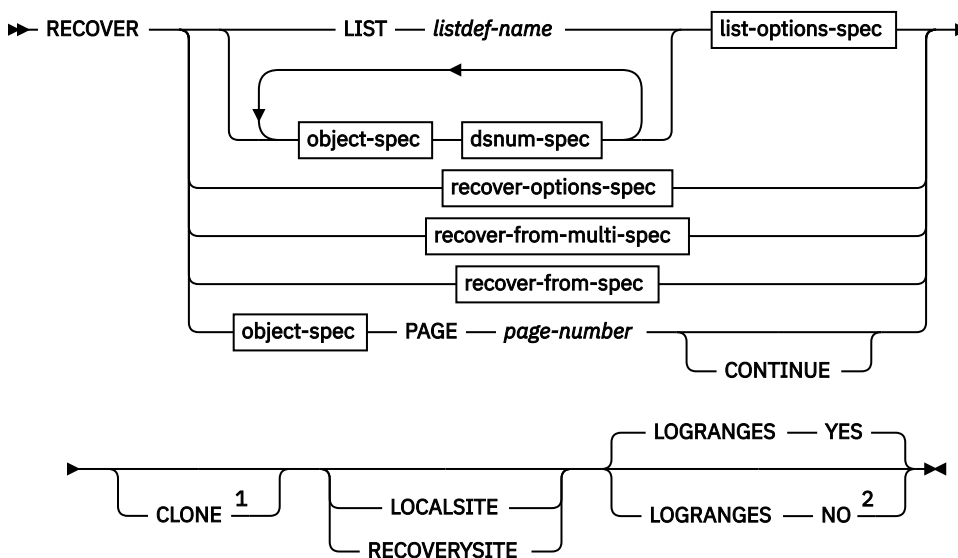 RECOVER LIST listdef-name list-options-spec
object-spec dsnum-spec
recover-options-spec
recover-from-multi-spec
recover-from-spec
object-spec PAGE page-number
CONTINUE
LOGRANGES YES
CLONE 1 LOCALSITE LOGRANGES NO 2
RECOVERYSITE